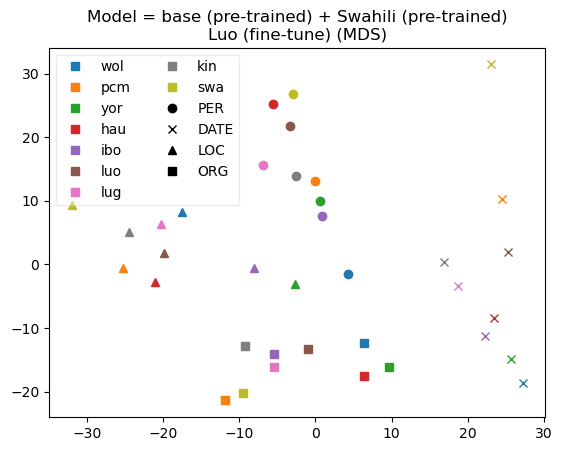 Model = base (pre-trained) + Swahili (pre-trained)
Luo (fine-tune) (MDS)
wol kin
pcm swa
yor PER
hau DATE
ibo LOC
luo ORG
lug
30
20
10
0
−10
−20
−30 −20 −10 0 10 20 30